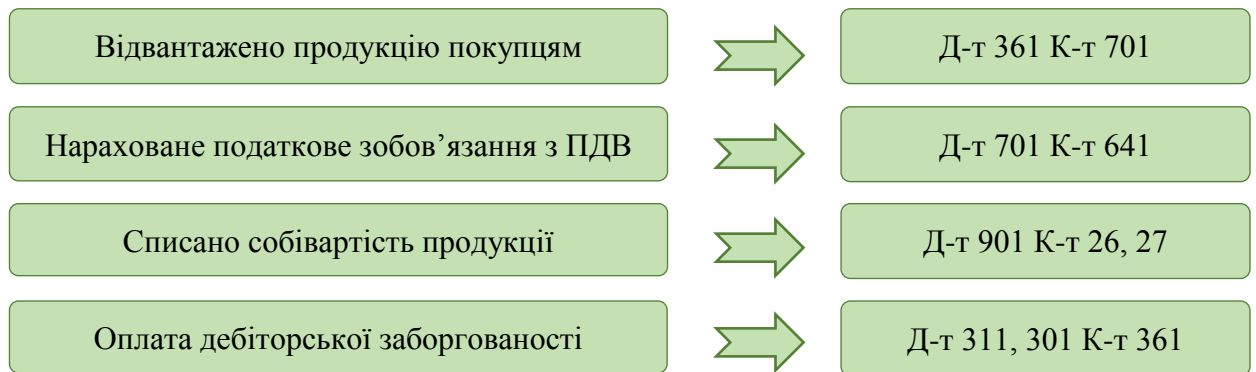 Відвантажено продукцію покупцям
Д-т 361 К-т 701
Нараховане податкове зобов’язання з ПДВ
Д-т 701 К-т 641
Списано собівартість продукції
Д-т 901 К-т 26, 27
Оплата дебіторської заборгованості
Д-т 311, 301 К-т 361